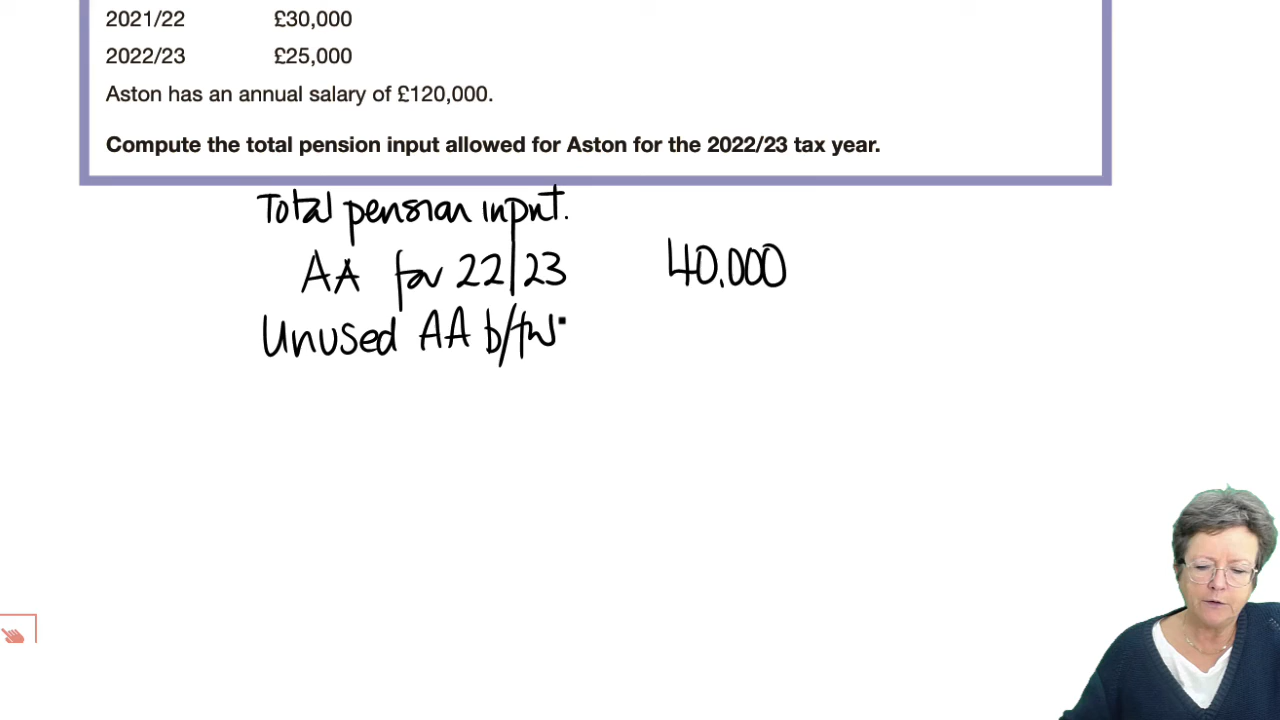 2021/22 £30,000
2022/23 £25,000
Aston has an annual salary of £120,000.
Compute the total pension input allowed for Aston for the 2022/23 tax year.
Total pension input.
AA for 22/23 40.000
Unused AA b/fwd